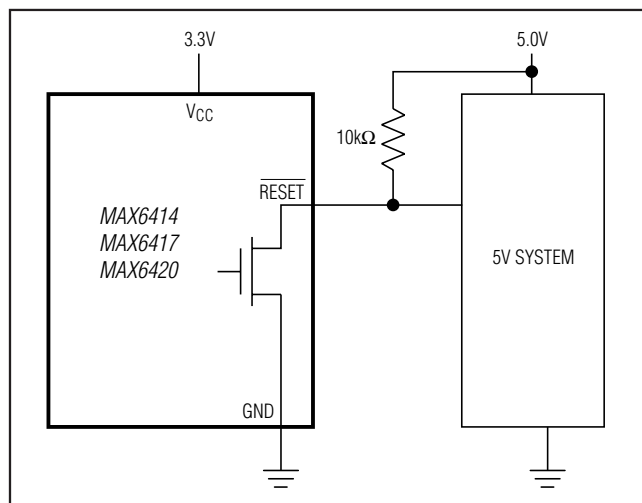 3.3V
5.0V
VCC
10kΩ
RESET
MAX6414
MAX6417
MAX6420
5V SYSTEM
GND